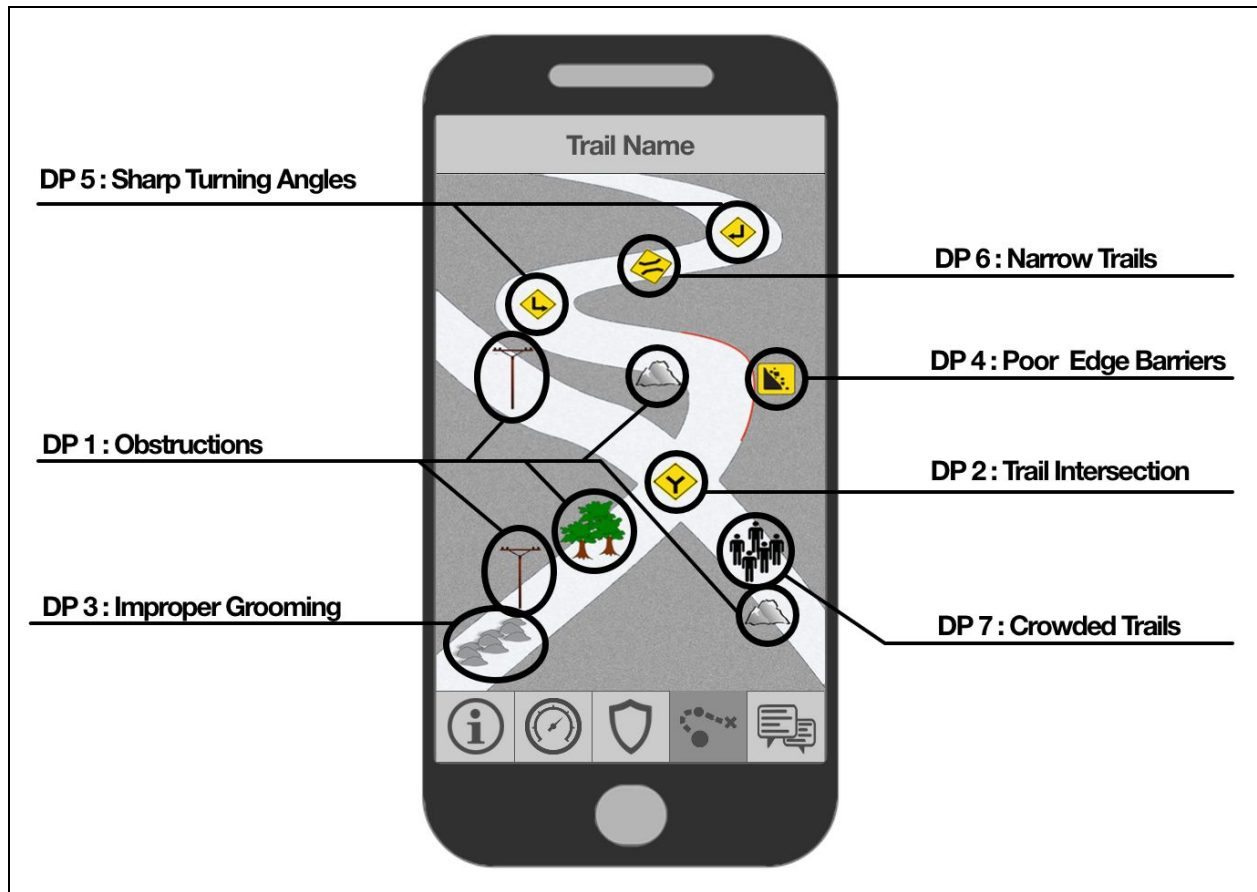 Trail Name
DP 5 : Sharp Turning Angles
DP 6 : Narrow Trails
DP 4 : Poor Edge Barriers
DP 1 : Obstructions
DP 2 : Trail Intersection
DP 3 : Improper Grooming
DP 7 : Crowded Trails